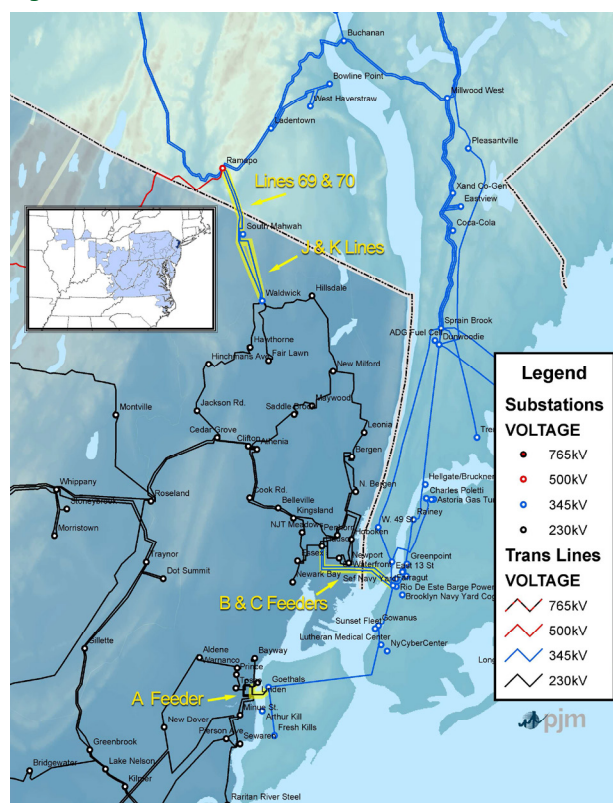 Buchanan
Bowline Point
Millwood West
West Haverstraw
Ladentown
Pleasantville
Ramapo
Lines 69 & 70
Xand Co-Gen
Eastview
Coca-Cola
South Mahwah
J & K Lines
Waldwick
Hillsdale
Sprain Brook
ADG Fuel Cell
Dunwoodie
Hawthorne
Hinchmans Ave
Fair Lawn
New Milford
Legend
Substations
VOLTAGE
765kV
500kV
345kV
230kV
Trans Lines
VOLTAGE
765kV
500kV
345kV
230kV
Jackson Rd.
Maywood
Saddle Brook
Montville
Cedar Grove
Clifton
Athenia
Leonia
Bergen
Whippany
Stoneybrook
Roseland
Cook Rd.
Belleville
N. Bergen
Hellgate/Bruckner
Charles Poletti
Astoria Gas Tur
Rainey
Kingsland
NJT Meadow
Penhorn
Hoboken
W. 49 St
Morristown
Essex
Newport
Waterfront
Greenpoint
East 13 St
Traynor
Dot Summit
Newark Bay
Rio De Este Barge Power
Brooklyn Navy Yard Cog
B & C Feeders
Sunset Fleet
Gowanus
Lutheran Medical Center
NyCyberCenter
Gillette
Aldene
Warinanco
Bayway
Prince
Goethals
Linden
A Feeder
Minue St.
Arthur Kill
New Dover
Fresh Kills
Pierson Ave
Sewaren
Greenbrook
Lake Nelson
Bridgewater
Kilmer
Raritan River Steel
Long
pjm